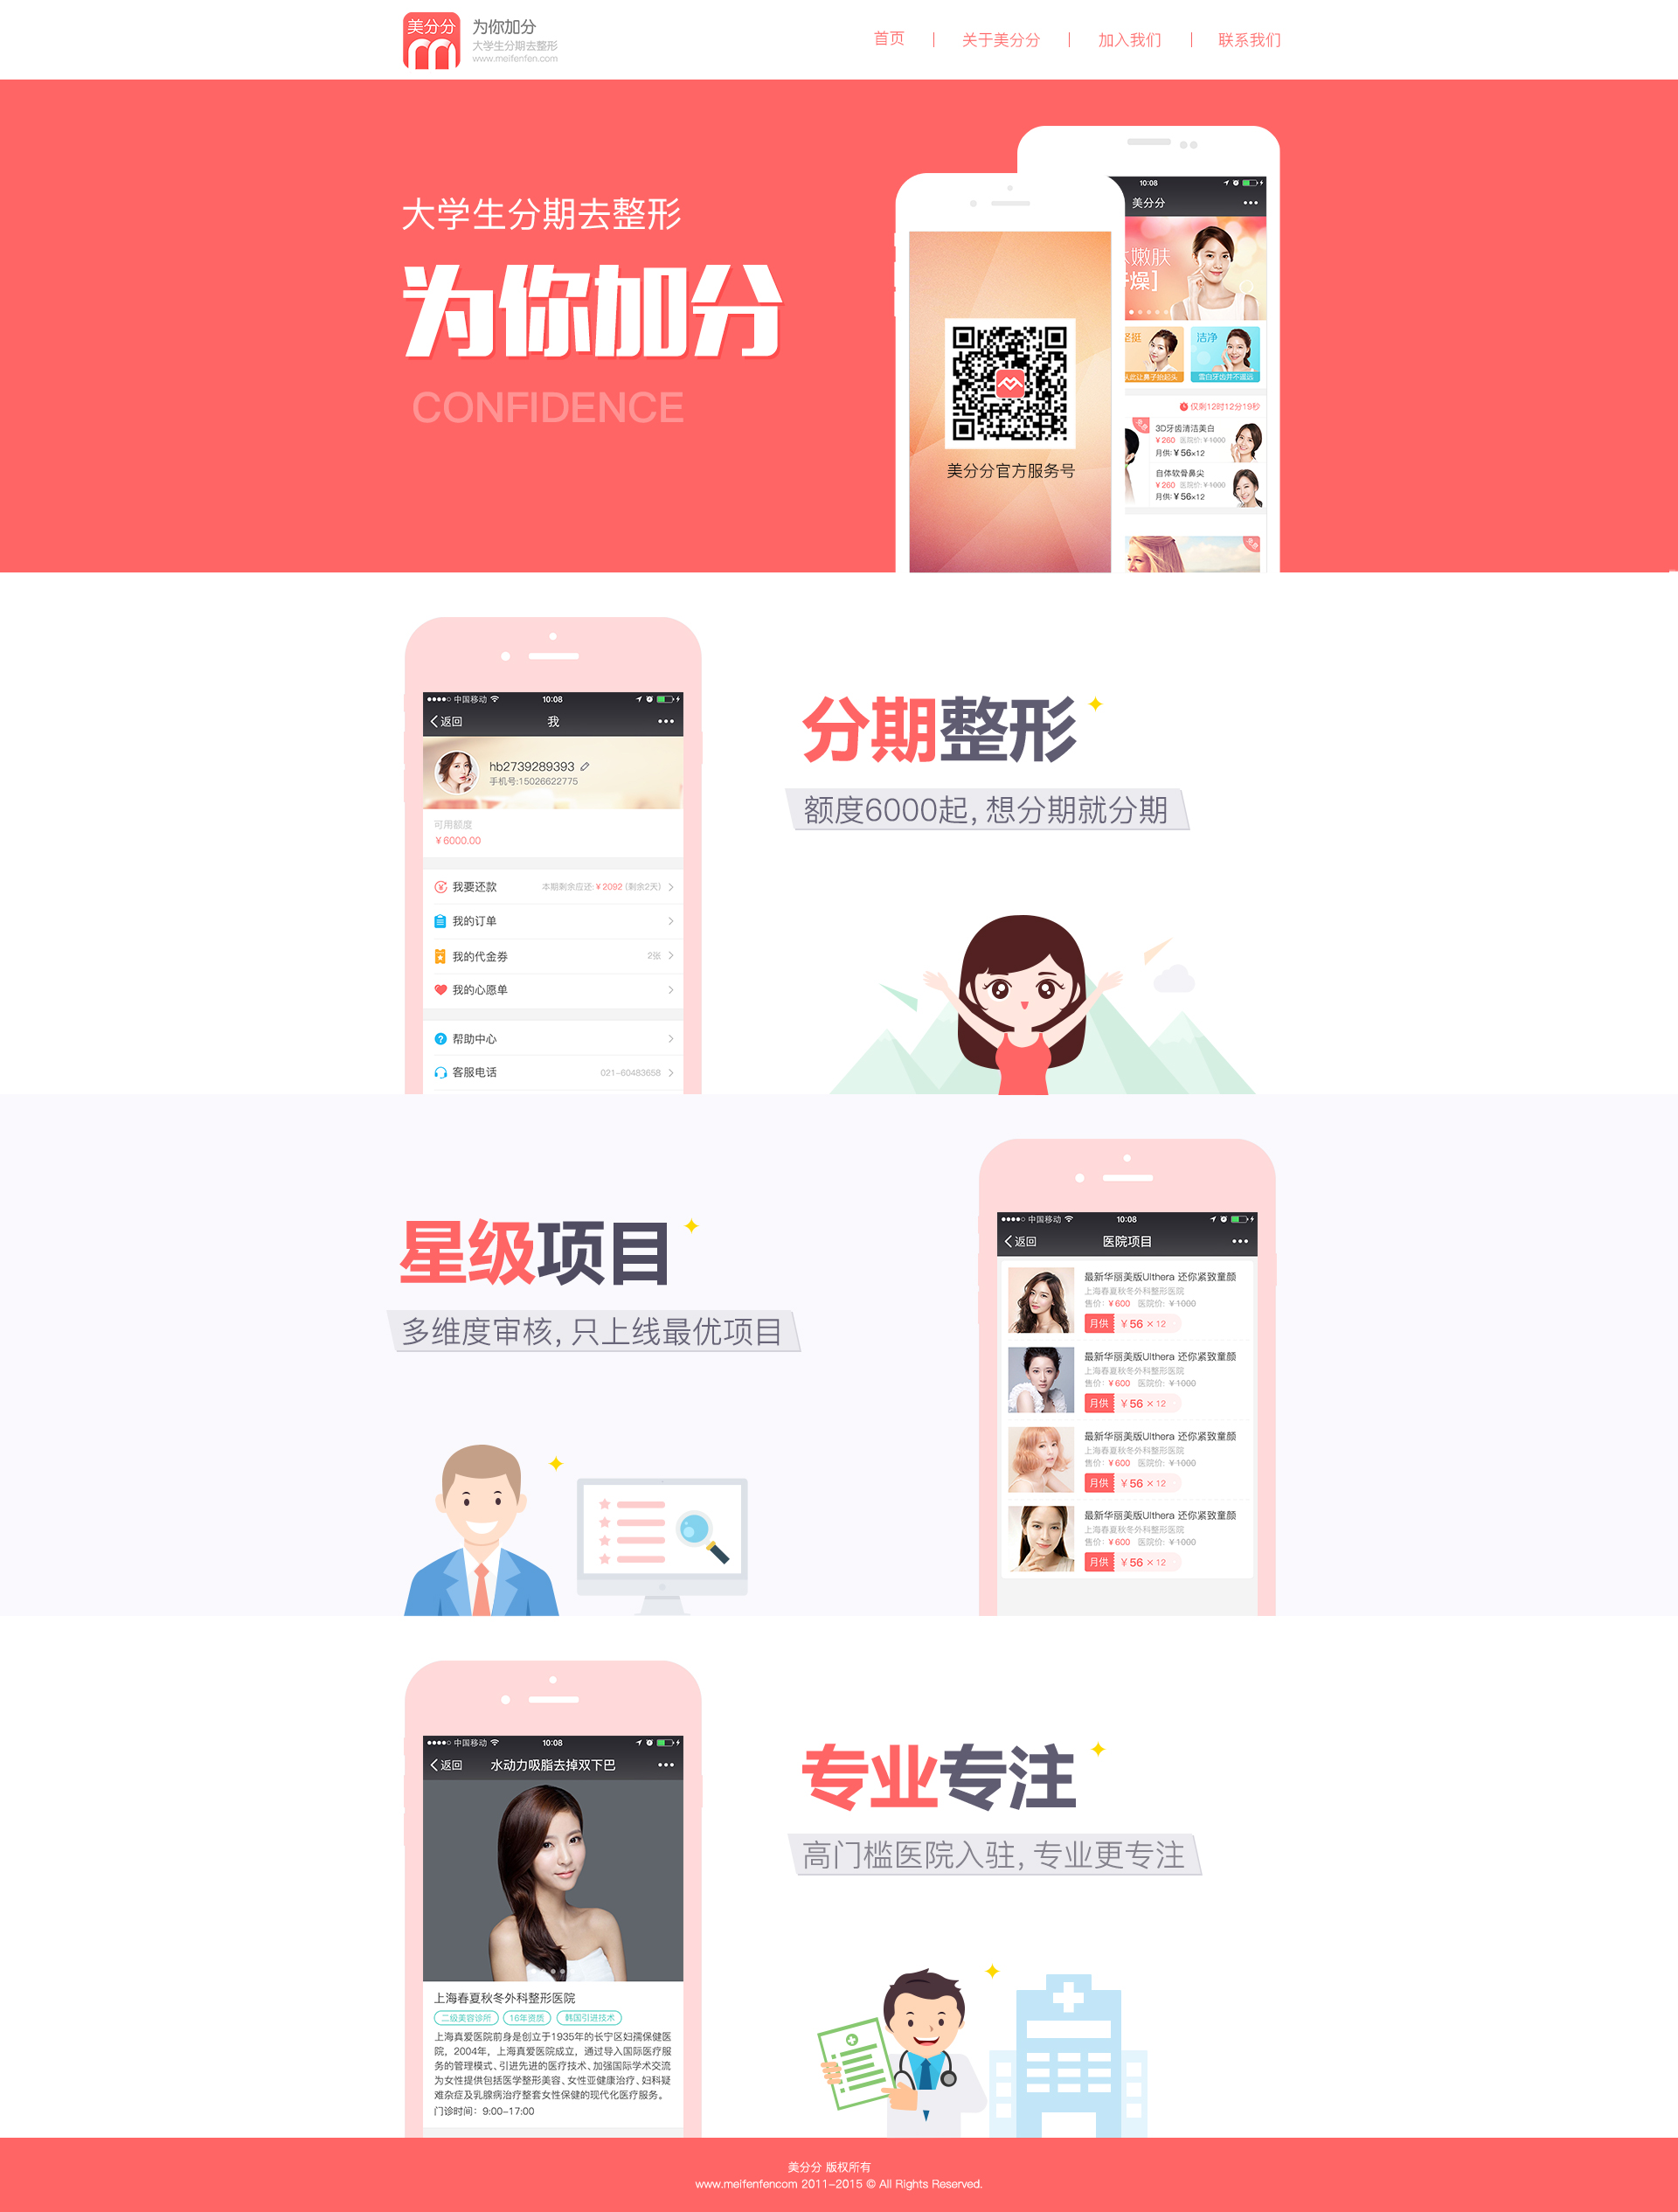 美分分
为你加分
大学生分期去整形
www.meifenfen.com
首页
关于美分分
加入我们
联系我们
大学生分期去整形
为你加分
CONFIDENCE
美分分官方服务号
10:08
美分分
嫩肤
燥]
坚挺
从此让鼻子抬起头
洁净
雪白牙齿并不遥远
仅剩12时12分19秒
3D牙齿清洁美白
¥260 医院价: ¥1000
月供: ¥56×12
自体软骨鼻尖
¥260 医院价: ¥1000
月供: ¥56×12
中国移动 10:08
返回 我
hb2739289393
手机号:15026622775
可用额度
¥6000.00
我要还款 本期剩余应还: ¥2092 (剩余2天)
我的订单
我的代金券 2张
我的心愿单
帮助中心
客服电话 021-60483658
分期整形
额度6000起, 想分期就分期
星级项目
多维度审核, 只上线最优项目
中国移动 10:08
返回 医院项目
最新华丽美版Ulthera 还你紧致童颜
上海春夏秋冬外科整形医院
售价: ¥600 医院价: ¥1000
月供 ¥56 × 12
最新华丽美版Ulthera 还你紧致童颜
上海春夏秋冬外科整形医院
售价: ¥600 医院价: ¥1000
月供 ¥56 × 12
最新华丽美版Ulthera 还你紧致童颜
上海春夏秋冬外科整形医院
售价: ¥600 医院价: ¥1000
月供 ¥56 × 12
最新华丽美版Ulthera 还你紧致童颜
上海春夏秋冬外科整形医院
售价: ¥600 医院价: ¥1000
月供 ¥56 × 12
中国移动 10:08
返回 水动力吸脂去掉双下巴
上海春夏秋冬外科整形医院
二级美容诊所 16年资质 韩国引进技术
上海真爱医院前身是创立于1935年的长宁区妇孺保健医
院, 2004年, 上海真爱医院成立, 通过导入国际医疗服
务的管理模式、引进先进的医疗技术、加强国际学术交流
为女性提供包括医学整形美容、女性亚健康治疗、妇科疑
难杂症及乳腺病治疗整套女性保健的现代化医疗服务。
门诊时间: 9:00-17:00
专业专注
高门槛医院入驻, 专业更专注
美分分 版权所有
www.meifenfencom 2011-2015 © All Rights Reserved.